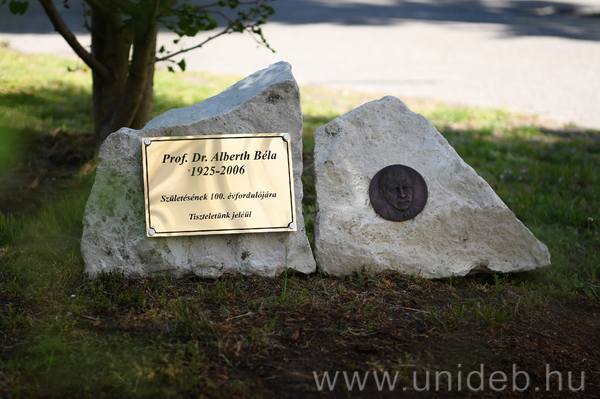 Prof. Dr. Alberth Béla
1925-2006
Születésének 100. évfordulójára
Tiszteletünk jeléül
www.unideb.hu